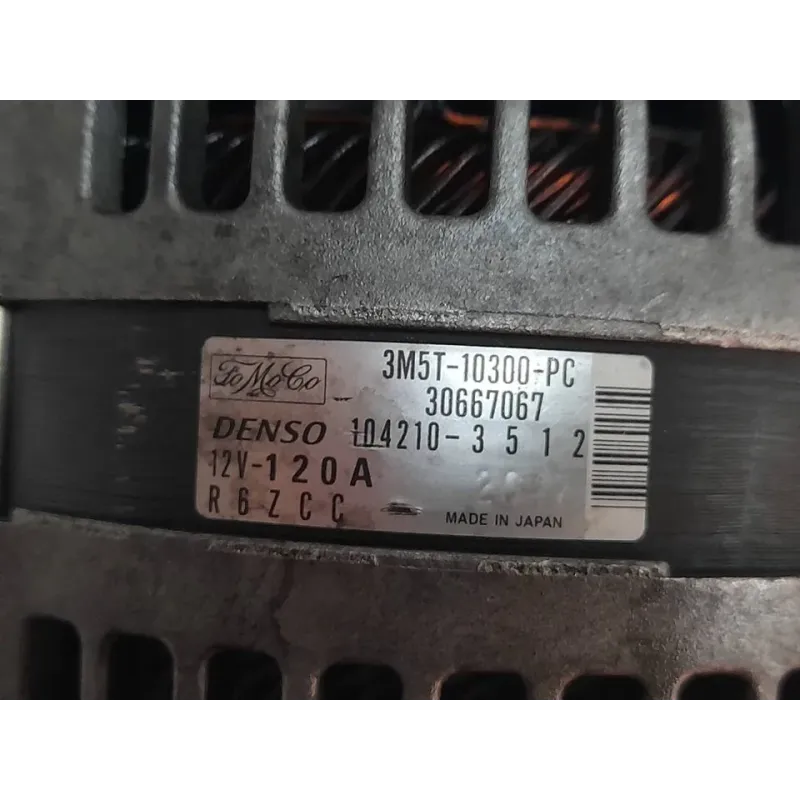 FoMoCo
3M5T-10300-PC
30667067
DENSO 104210-3512
12V-120A
R6ZCC
MADE IN JAPAN